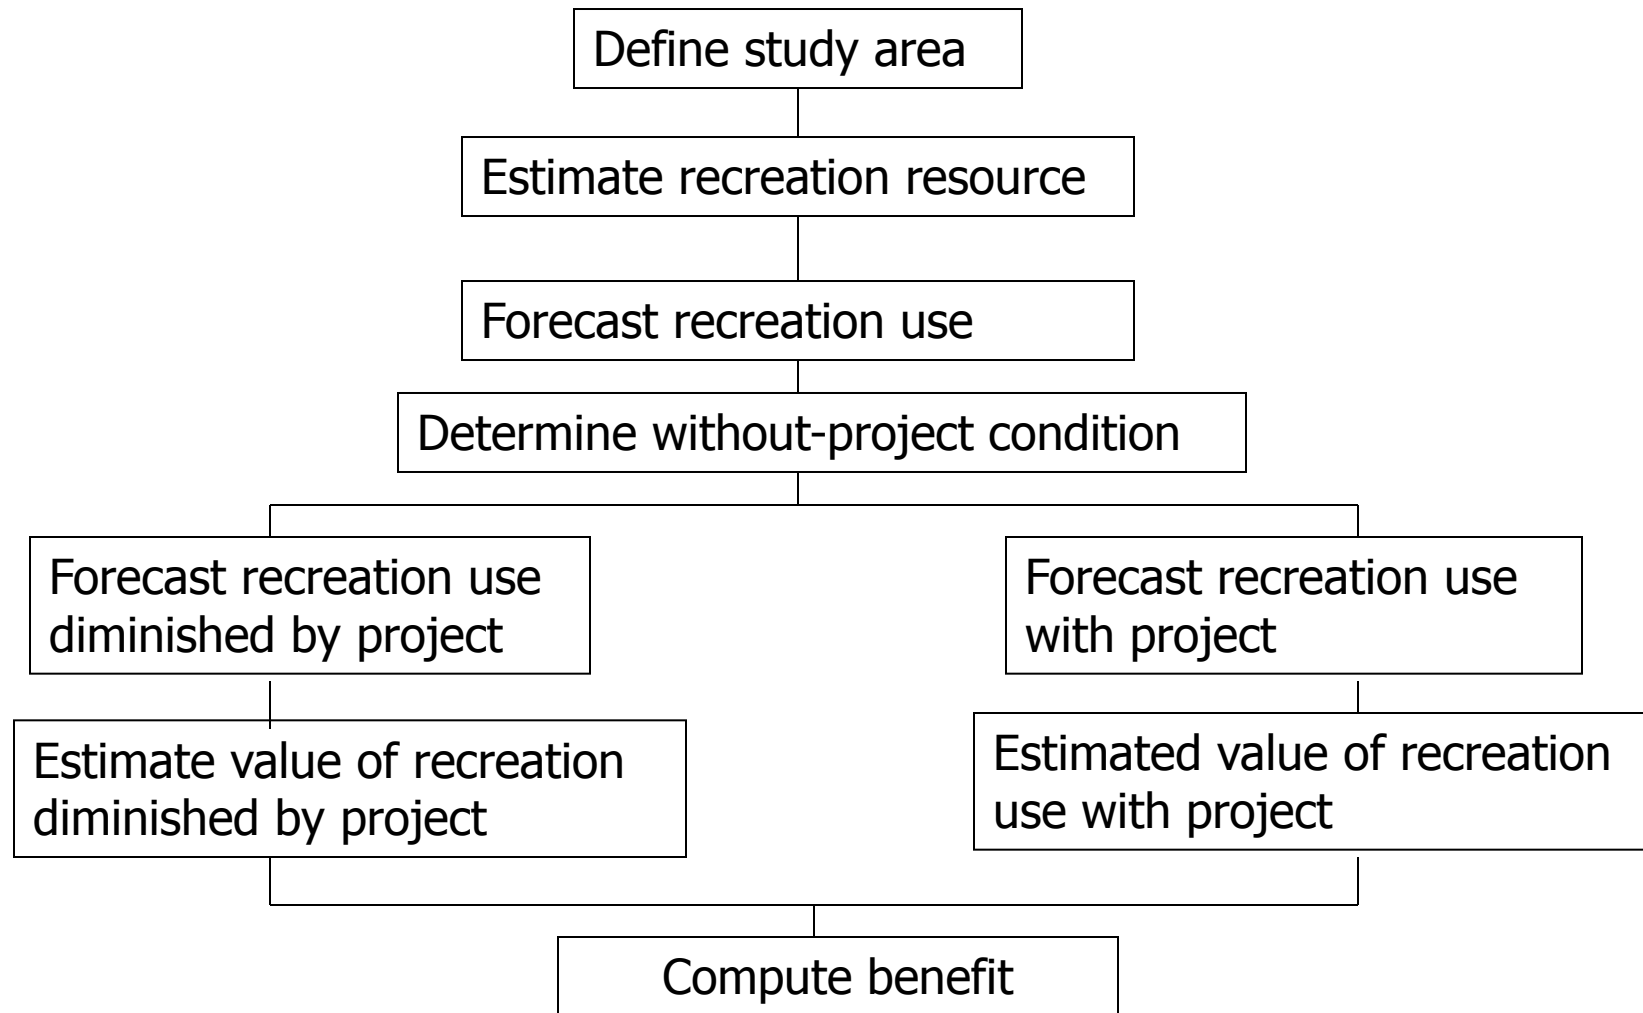 Define study area
Estimate recreation resource
Forecast recreation use
Determine without-project condition
Forecast recreation use
diminished by project
Forecast recreation use
with project
Estimate value of recreation
diminished by project
Estimated value of recreation
use with project
Compute benefit